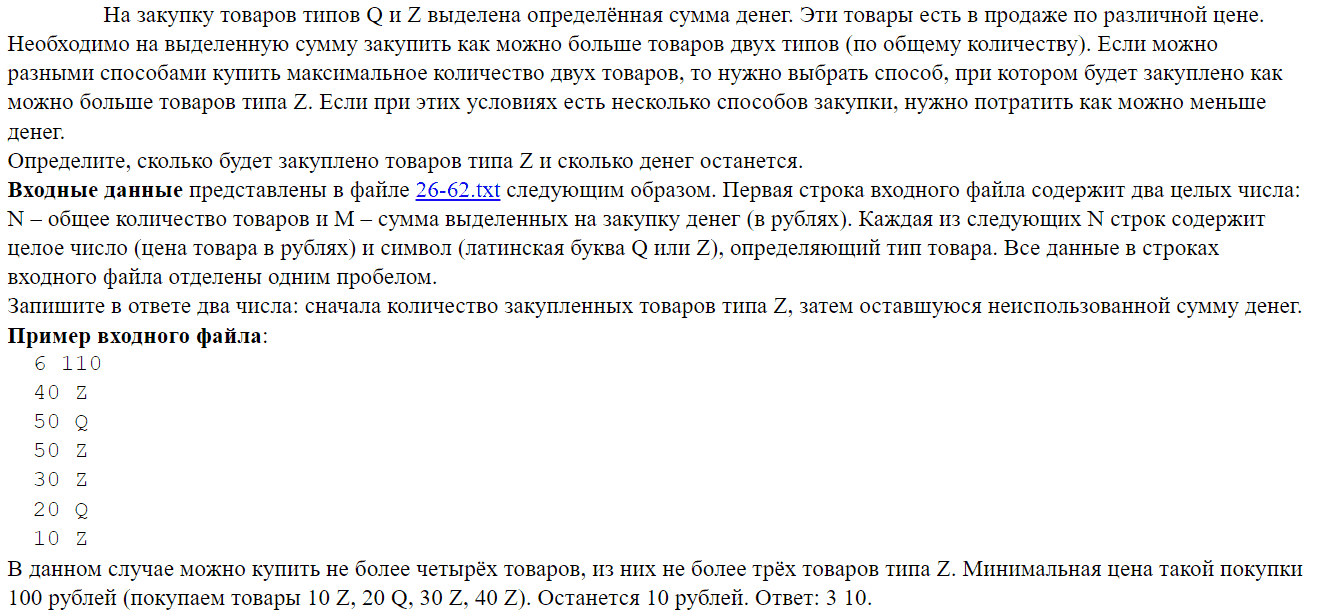 На закупку товаров типов Q и Z выделена определённая сумма денег. Эти товары есть в продаже по различной цене.
Необходимо на выделенную сумму закупить как можно больше товаров двух типов (по общему количеству). Если можно
разными способами купить максимальное количество двух товаров, то нужно выбрать способ, при котором будет закуплено как
можно больше товаров типа Z. Если при этих условиях есть несколько способов закупки, нужно потратить как можно меньше
денег.
Определите, сколько будет закуплено товаров типа Z и сколько денег останется.
Входные данные представлены в файле 26-62.txt следующим образом. Первая строка входного файла содержит два целых числа:
N – общее количество товаров и M – сумма выделенных на закупку денег (в рублях). Каждая из следующих N строк содержит
целое число (цена товара в рублях) и символ (латинская буква Q или Z), определяющий тип товара. Все данные в строках
входного файла отделены одним пробелом.
Запишите в ответе два числа: сначала количество закупленных товаров типа Z, затем оставшуюся неиспользованной сумму денег.
Пример входного файла:
6 110
40 Z
50 Q
50 Z
30 Z
20 Q
10 Z
В данном случае можно купить не более четырёх товаров, из них не более трёх товаров типа Z. Минимальная цена такой покупки
100 рублей (покупаем товары 10 Z, 20 Q, 30 Z, 40 Z). Останется 10 рублей. Ответ: 3 10.